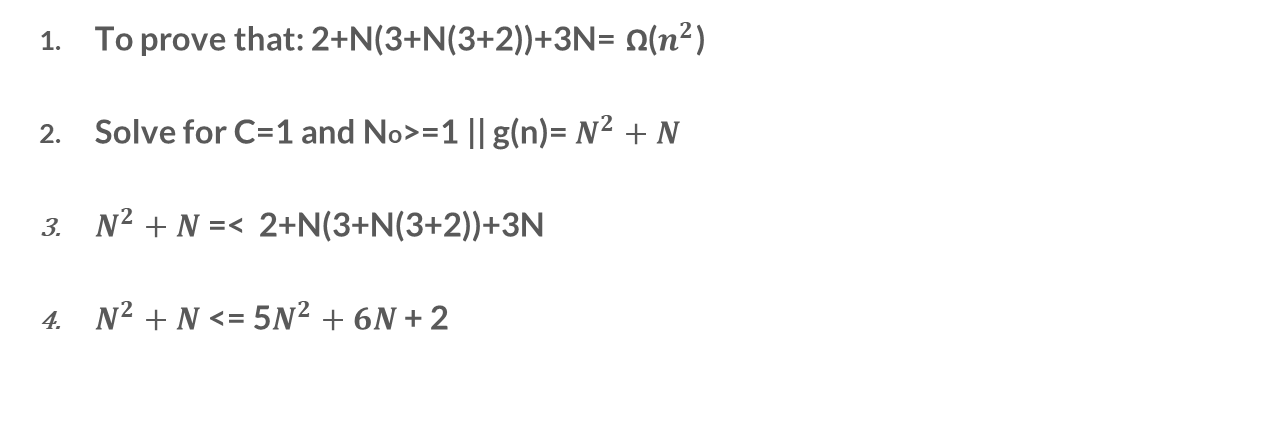 1. To prove that: 2+N(3+N(3+2))+3N= Ω(n²)
2. Solve for C=1 and No>=1 || g(n)= N² + N
3. N² + N =< 2+N(3+N(3+2))+3N
4. N² + N <= 5N² + 6N + 2